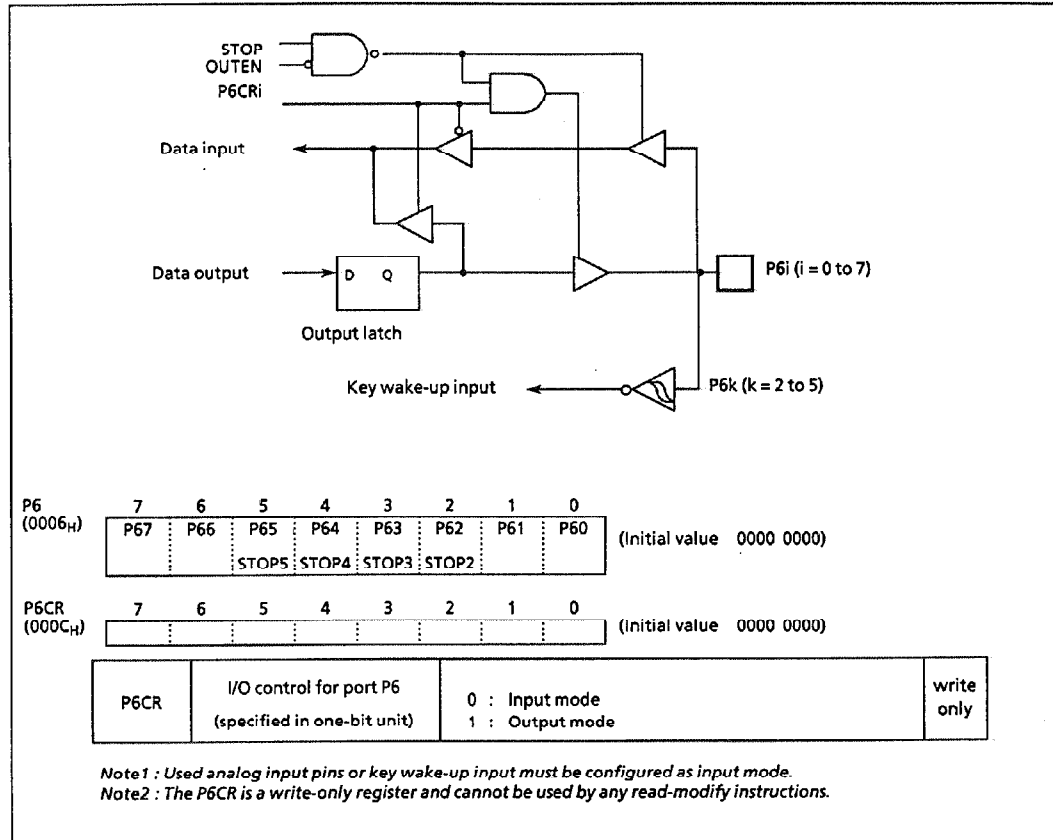 STOP
OUTEN
P6CRi
Data input
Data output
D Q
P6i (i = 0 to 7)
Output latch
Key wake-up input
P6k (k = 2 to 5)
P6 7 6 5 4 3 2 1 0
(0006H) P67 P66 P65 P64 P63 P62 P61 P60 (Initial value 0000 0000)
STOP5 STOP4 STOP3 STOP2
P6CR 7 6 5 4 3 2 1 0
(000CH) (Initial value 0000 0000)
P6CR I/O control for port P6 (specified in one-bit unit) 0 : Input mode 1 : Output mode write only
Note1 : Used analog input pins or key wake-up input must be configured as input mode.
Note2 : The P6CR is a write-only register and cannot be used by any read-modify instructions.